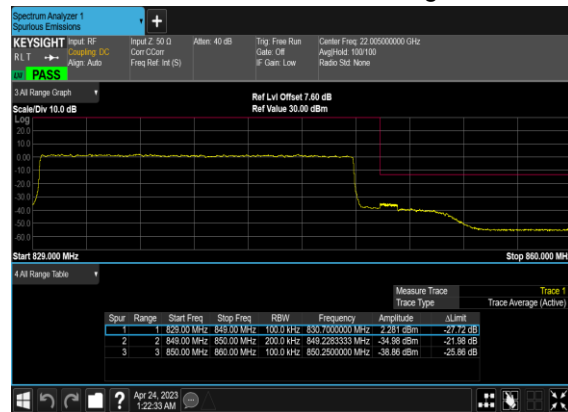 Spectrum Analyzer 1
Spurious Emissions
+
KEYSIGHT Input: RF Input Z: 50 Ω Atten: 40 dB Trig: Free Run Center Freq: 22.005000000 GHz
RLT Coupling: DC Corr CCorr Gate: Off Avg|Hold: 100/100
Align: Auto Freq Ref: Int (S) IF Gain: Low Radio Std: None
LW PASS
3 All Range Graph
Ref Lvl Offset 7.60 dB
Scale/Div 10.0 dB Ref Value 30.00 dBm
Log
20.0
10.0
0.00
-10.0
-20.0
-30.0
-40.0
-50.0
-60.0
Start 829.000 MHz Stop 860.000 MH
4 All Range Table
Measure Trace Trace 1
Trace Type Trace Average (Active)
Spur Range Start Freq Stop Freq RBW Frequency Amplitude ΔLimit
1 1 829.00 MHz 849.00 MHz 100.0 kHz 830.7000000 MHz 2.281 dBm -27.72 dB
2 2 849.00 MHz 850.00 MHz 200.0 kHz 849.2283333 MHz -34.98 dBm -21.98 dB
3 3 850.00 MHz 860.00 MHz 100.0 kHz 850.2500000 MHz -38.86 dBm -25.86 dB
? Apr 24, 2023
1:22:33 AM